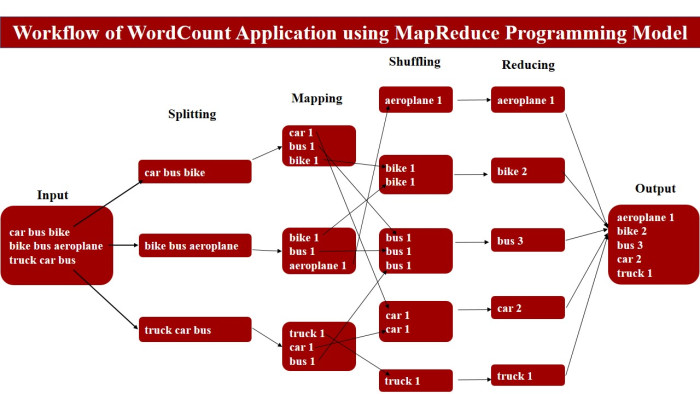 Workflow of WordCount Application using MapReduce Programming Model
Input
car bus bike
bike bus aeroplane
truck car bus
Splitting
car bus bike
bike bus aeroplane
truck car bus
Mapping
car 1
bus 1
bike 1
bike 1
bus 1
aeroplane 1
truck 1
car 1
bus 1
Shuffling
aeroplane 1
bike 1
bike 1
bus 1
bus 1
bus 1
car 1
car 1
truck 1
Reducing
aeroplane 1
bike 2
bus 3
car 2
truck 1
Output
aeroplane 1
bike 2
bus 3
car 2
truck 1